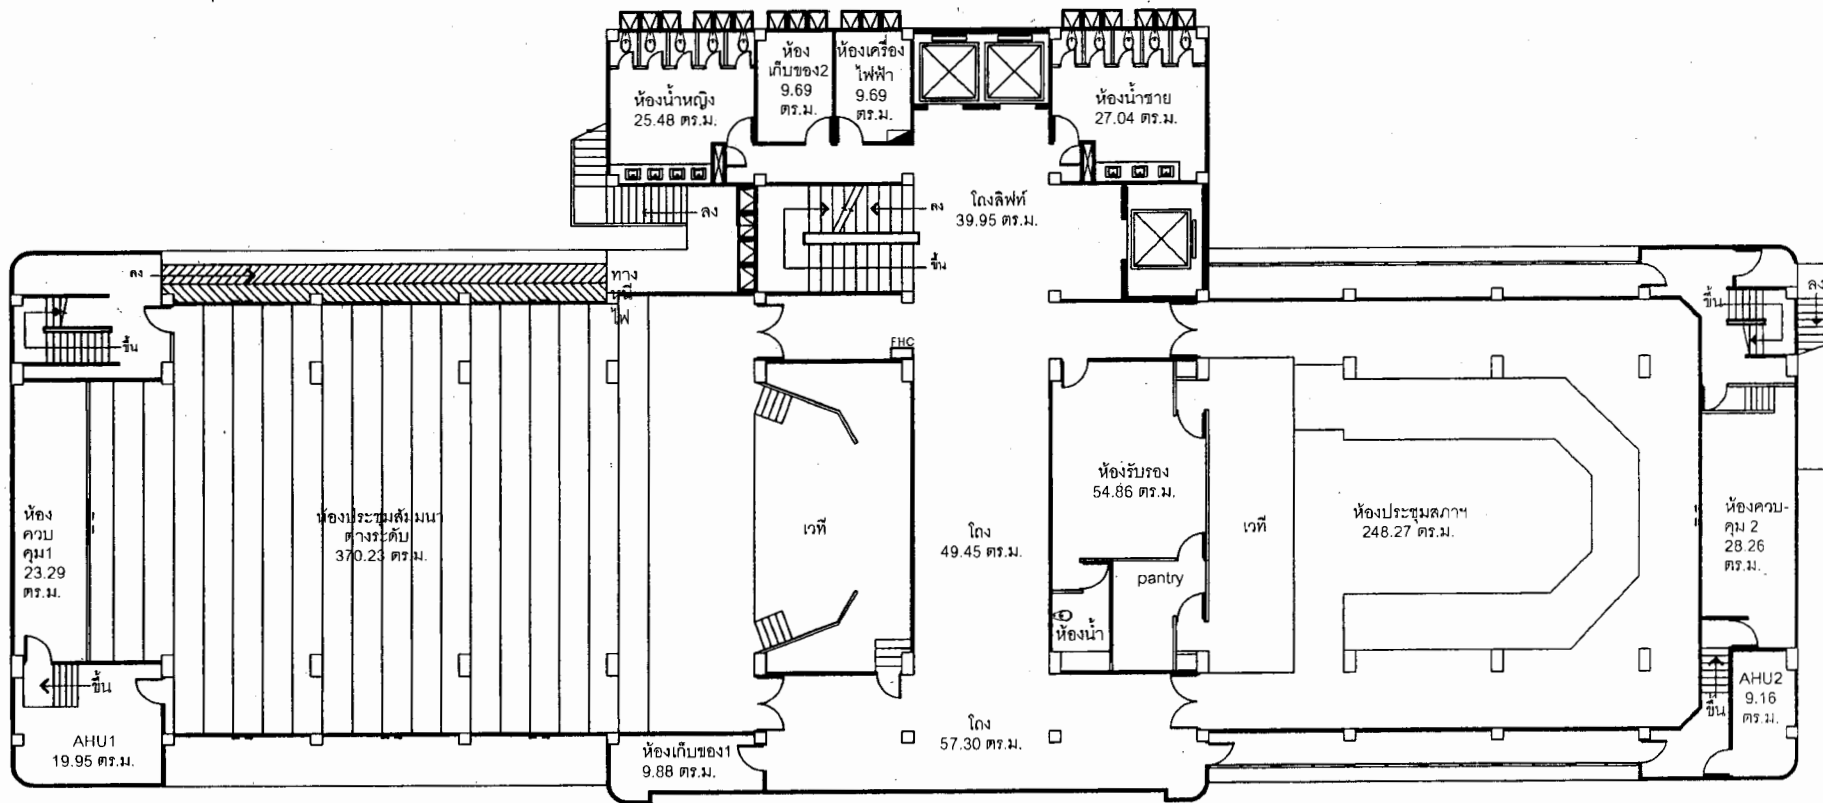 ห้อง
เก็บของ2
9.69
ตร.ม.
ห้องเครื่อง
ไฟฟ้า
9.69
ตร.ม.
ห้องน้ำหญิง
25.48 ตร.ม.
ห้องน้ำชาย
27.04 ตร.ม.
ลง
ลง
โถงลิฟท์
39.95 ตร.ม.
ขึ้น
ลง
ทาง
ไฟ
ขึ้น
ขึ้น
ลง
FHC
ห้อง
ควบ
คุม1
23.29
ตร.ม.
ห้องประชุมสัมมนา
ต่างระดับ
370.23 ตร.ม.
เวที
โถง
49.45 ตร.ม.
ห้องรับรอง
54.86 ตร.ม.
pantry
ห้องน้ำ
เวที
ห้องประชุมสภาฯ
248.27 ตร.ม.
ห้องควบ-
คุม 2
28.26
ตร.ม.
ขึ้น
AHU1
19.95 ตร.ม.
ห้องเก็บของ1
9.88 ตร.ม.
โถง
57.30 ตร.ม.
ขึ้น
AHU2
9.16
ตร.ม.